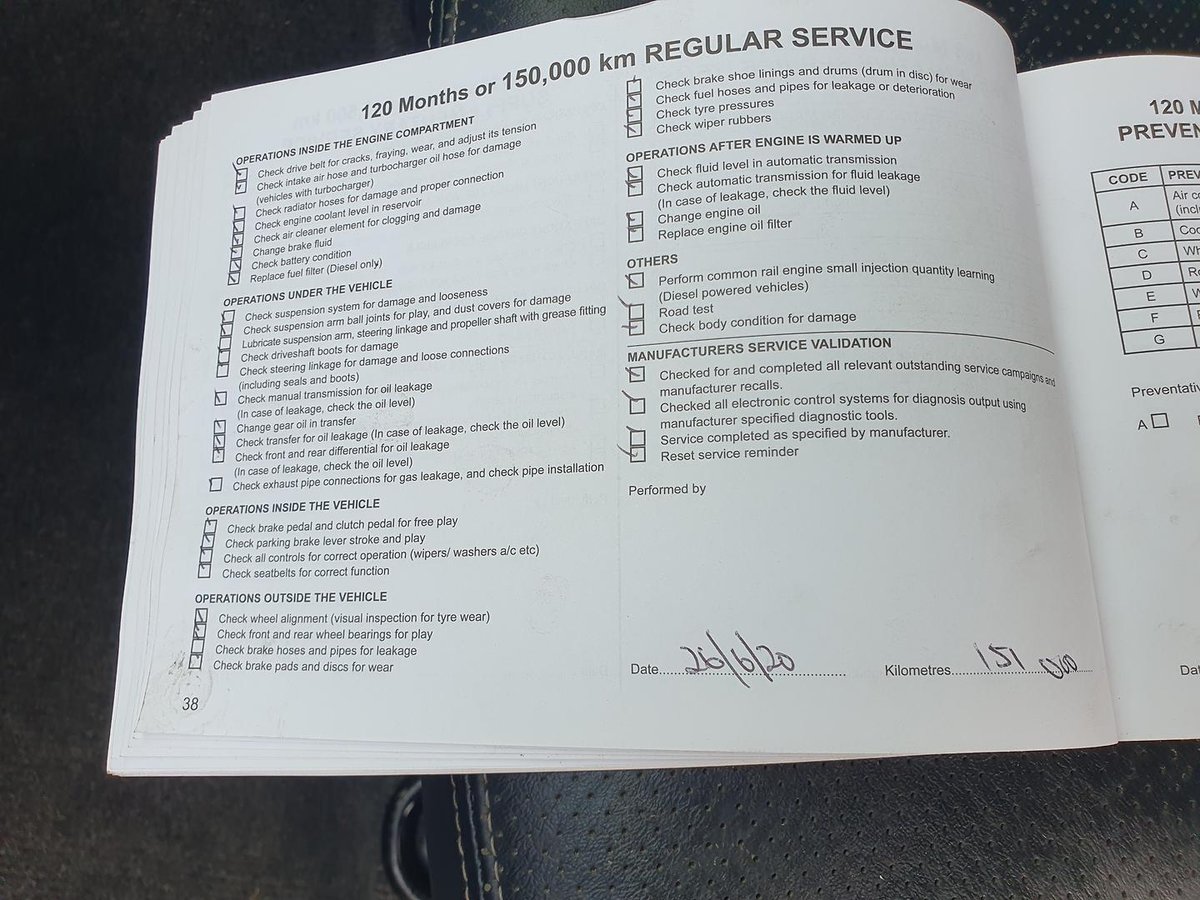 120 Months or 150,000 km REGULAR SERVICE
OPERATIONS INSIDE THE ENGINE COMPARTMENT
Check drive belt for cracks, fraying, wear, and adjust its tension
Check intake air hose and turbocharger oil hose for damage
(vehicles with turbocharger)
Check radiator hoses for damage and proper connection
Check engine coolant level in reservoir
Check air cleaner element for clogging and damage
Change brake fluid
Check battery condition
Replace fuel filter (Diesel only)
OPERATIONS UNDER THE VEHICLE
Check suspension system for damage and looseness
Check suspension arm ball joints for play, and dust covers for damage
Lubricate suspension arm, steering linkage and propeller shaft with grease fitting
Check driveshaft boots for damage
Check steering linkage for damage and loose connections
(including seals and boots)
Check manual transmission for oil leakage
(In case of leakage, check the oil level)
Change gear oil in transfer
Check transfer for oil leakage (In case of leakage, check the oil level)
Check front and rear differential for oil leakage
(In case of leakage, check the oil level)
Check exhaust pipe connections for gas leakage, and check pipe installation
OPERATIONS INSIDE THE VEHICLE
Check brake pedal and clutch pedal for free play
Check parking brake lever stroke and play
Check all controls for correct operation (wipers/ washers a/c etc)
Check seatbelts for correct function
OPERATIONS OUTSIDE THE VEHICLE
Check wheel alignment (visual inspection for tyre wear)
Check front and rear wheel bearings for play
Check brake hoses and pipes for leakage
Check brake pads and discs for wear
38
Check brake shoe linings and drums (drum in disc) for wear
Check fuel hoses and pipes for leakage or deterioration
Check tyre pressures
Check wiper rubbers
OPERATIONS AFTER ENGINE IS WARMED UP
Check fluid level in automatic transmission
Check automatic transmission for fluid leakage
(In case of leakage, check the fluid level)
Change engine oil
Replace engine oil filter
OTHERS
Perform common rail engine small injection quantity learning
(Diesel powered vehicles)
Road test
Check body condition for damage
MANUFACTURERS SERVICE VALIDATION
Checked for and completed all relevant outstanding service campaigns and
manufacturer recalls.
Checked all electronic control systems for diagnosis output using
manufacturer specified diagnostic tools.
Service completed as specified by manufacturer.
Reset service reminder
Performed by
Date 26/6/20 Kilometres 151
120
CODE
A Air
B
C
D
E
F
G
A